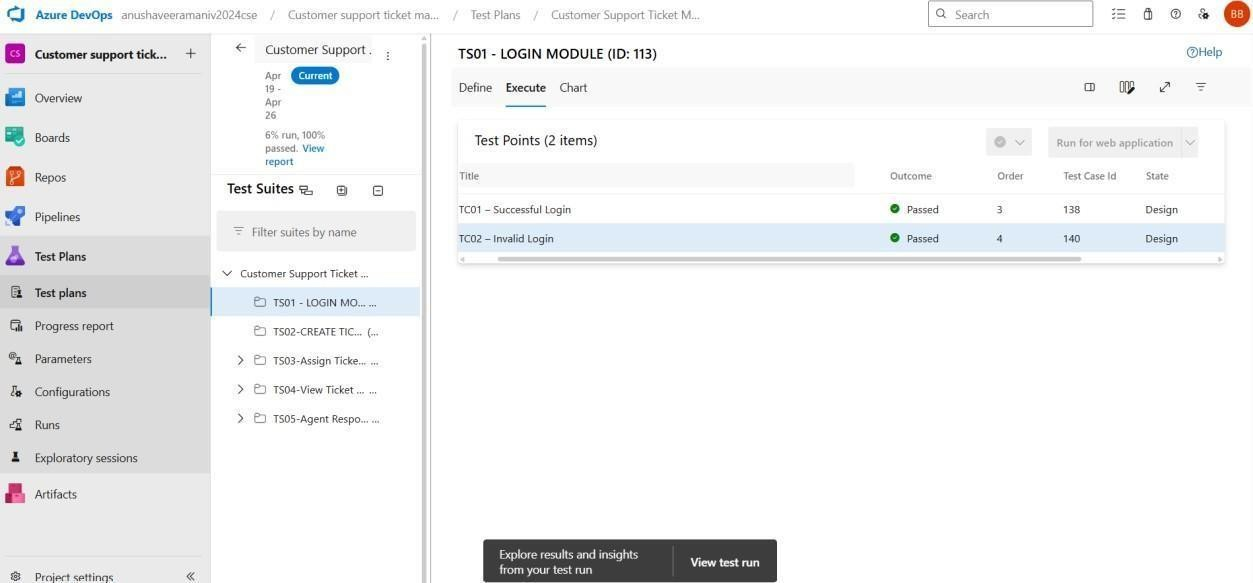 Azure DevOps anushaveeramaniv2024cse / Customer support ticket ma... / Test Plans / Customer Support Ticket M... Search BB
CS Customer support tick... +
Overview
Boards
Repos
Pipelines
Test Plans
Test plans
Progress report
Parameters
Configurations
Runs
Exploratory sessions
Artifacts
Project settings
Customer Support .
Apr 19 - Apr 26
Current
6% run, 100% passed. View report
Test Suites
Filter suites by name
Customer Support Ticket ...
TS01 - LOGIN MO... ...
TS02-CREATE TIC... (...
TS03-Assign Ticke... ...
TS04-View Ticket ... ...
TS05-Agent Respo... ...
TS01 - LOGIN MODULE (ID: 113)
Help
Define Execute Chart
Test Points (2 items)
Run for web application
Title Outcome Order Test Case Id State
TC01 – Successful Login Passed 3 138 Design
TC02 – Invalid Login Passed 4 140 Design
Explore results and insights
from your test run
View test run